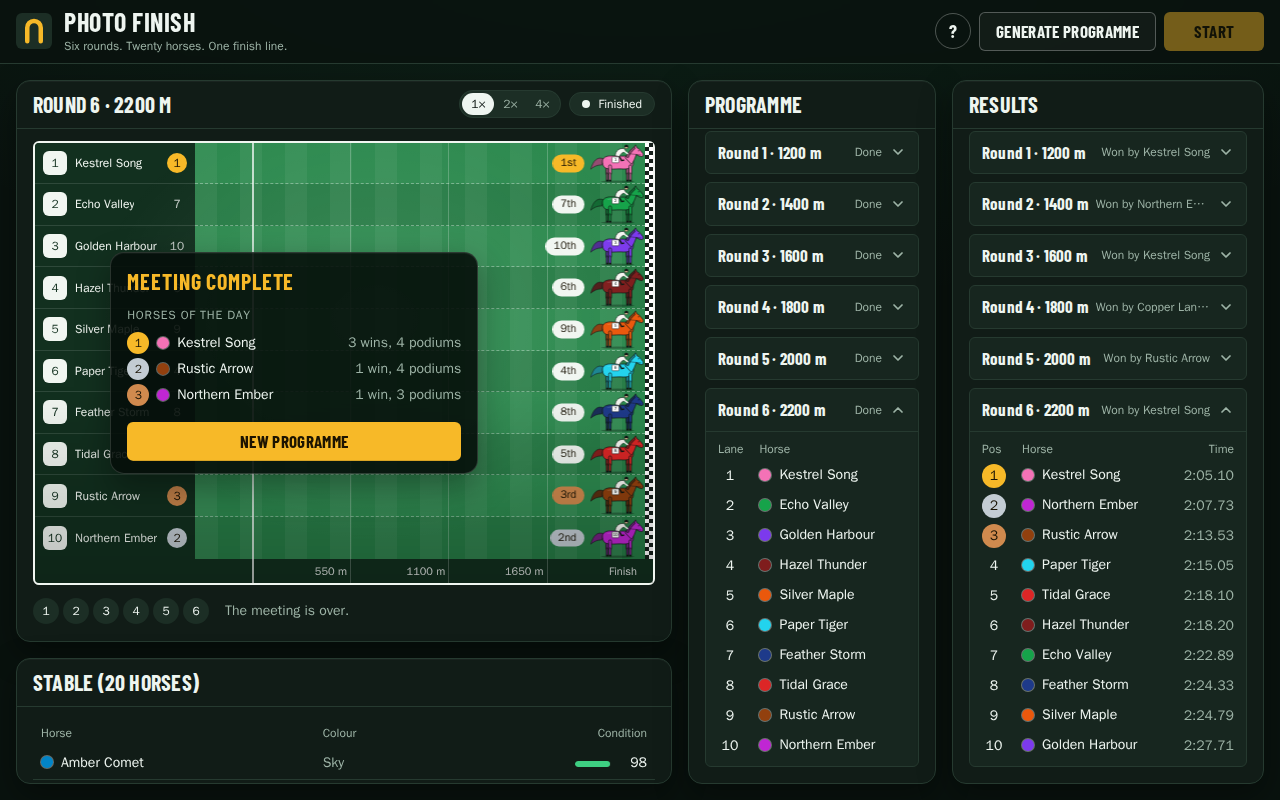 PHOTO FINISH
Six rounds. Twenty horses. One finish line.
?
GENERATE PROGRAMME
START
ROUND 6 · 2200 M
1×
2×
4×
Finished
1 Kestrel Song 1 1st
2 Echo Valley 7 7th
3 Golden Harbour 10 10th
4 Hazel 6th
5 Silver Maple 9 9th
6 Paper 4th
7 Feather Storm 8 8th
8 Tidal 5th
9 Rustic Arrow 3 3rd
10 Northern Ember 2 2nd
550 m 1100 m 1650 m Finish
MEETING COMPLETE
HORSES OF THE DAY
1 Kestrel Song 3 wins, 4 podiums
2 Rustic Arrow 1 win, 4 podiums
3 Northern Ember 1 win, 3 podiums
NEW PROGRAMME
1 2 3 4 5 6 The meeting is over.
STABLE (20 HORSES)
Horse Colour Condition
Amber Comet Sky 98
PROGRAMME
Round 1 · 1200 m Done
Round 2 · 1400 m Done
Round 3 · 1600 m Done
Round 4 · 1800 m Done
Round 5 · 2000 m Done
Round 6 · 2200 m Done
Lane Horse
1 Kestrel Song
2 Echo Valley
3 Golden Harbour
4 Hazel Thunder
5 Silver Maple
6 Paper Tiger
7 Feather Storm
8 Tidal Grace
9 Rustic Arrow
10 Northern Ember
RESULTS
Round 1 · 1200 m Won by Kestrel Song
Round 2 · 1400 m Won by Northern E···
Round 3 · 1600 m Won by Kestrel Song
Round 4 · 1800 m Won by Copper Lan···
Round 5 · 2000 m Won by Rustic Arrow
Round 6 · 2200 m Won by Kestrel Song
Pos Horse Time
1 Kestrel Song 2:05.10
2 Northern Ember 2:07.73
3 Rustic Arrow 2:13.53
4 Paper Tiger 2:15.05
5 Tidal Grace 2:18.10
6 Hazel Thunder 2:18.20
7 Echo Valley 2:22.89
8 Feather Storm 2:24.33
9 Silver Maple 2:24.79
10 Golden Harbour 2:27.71